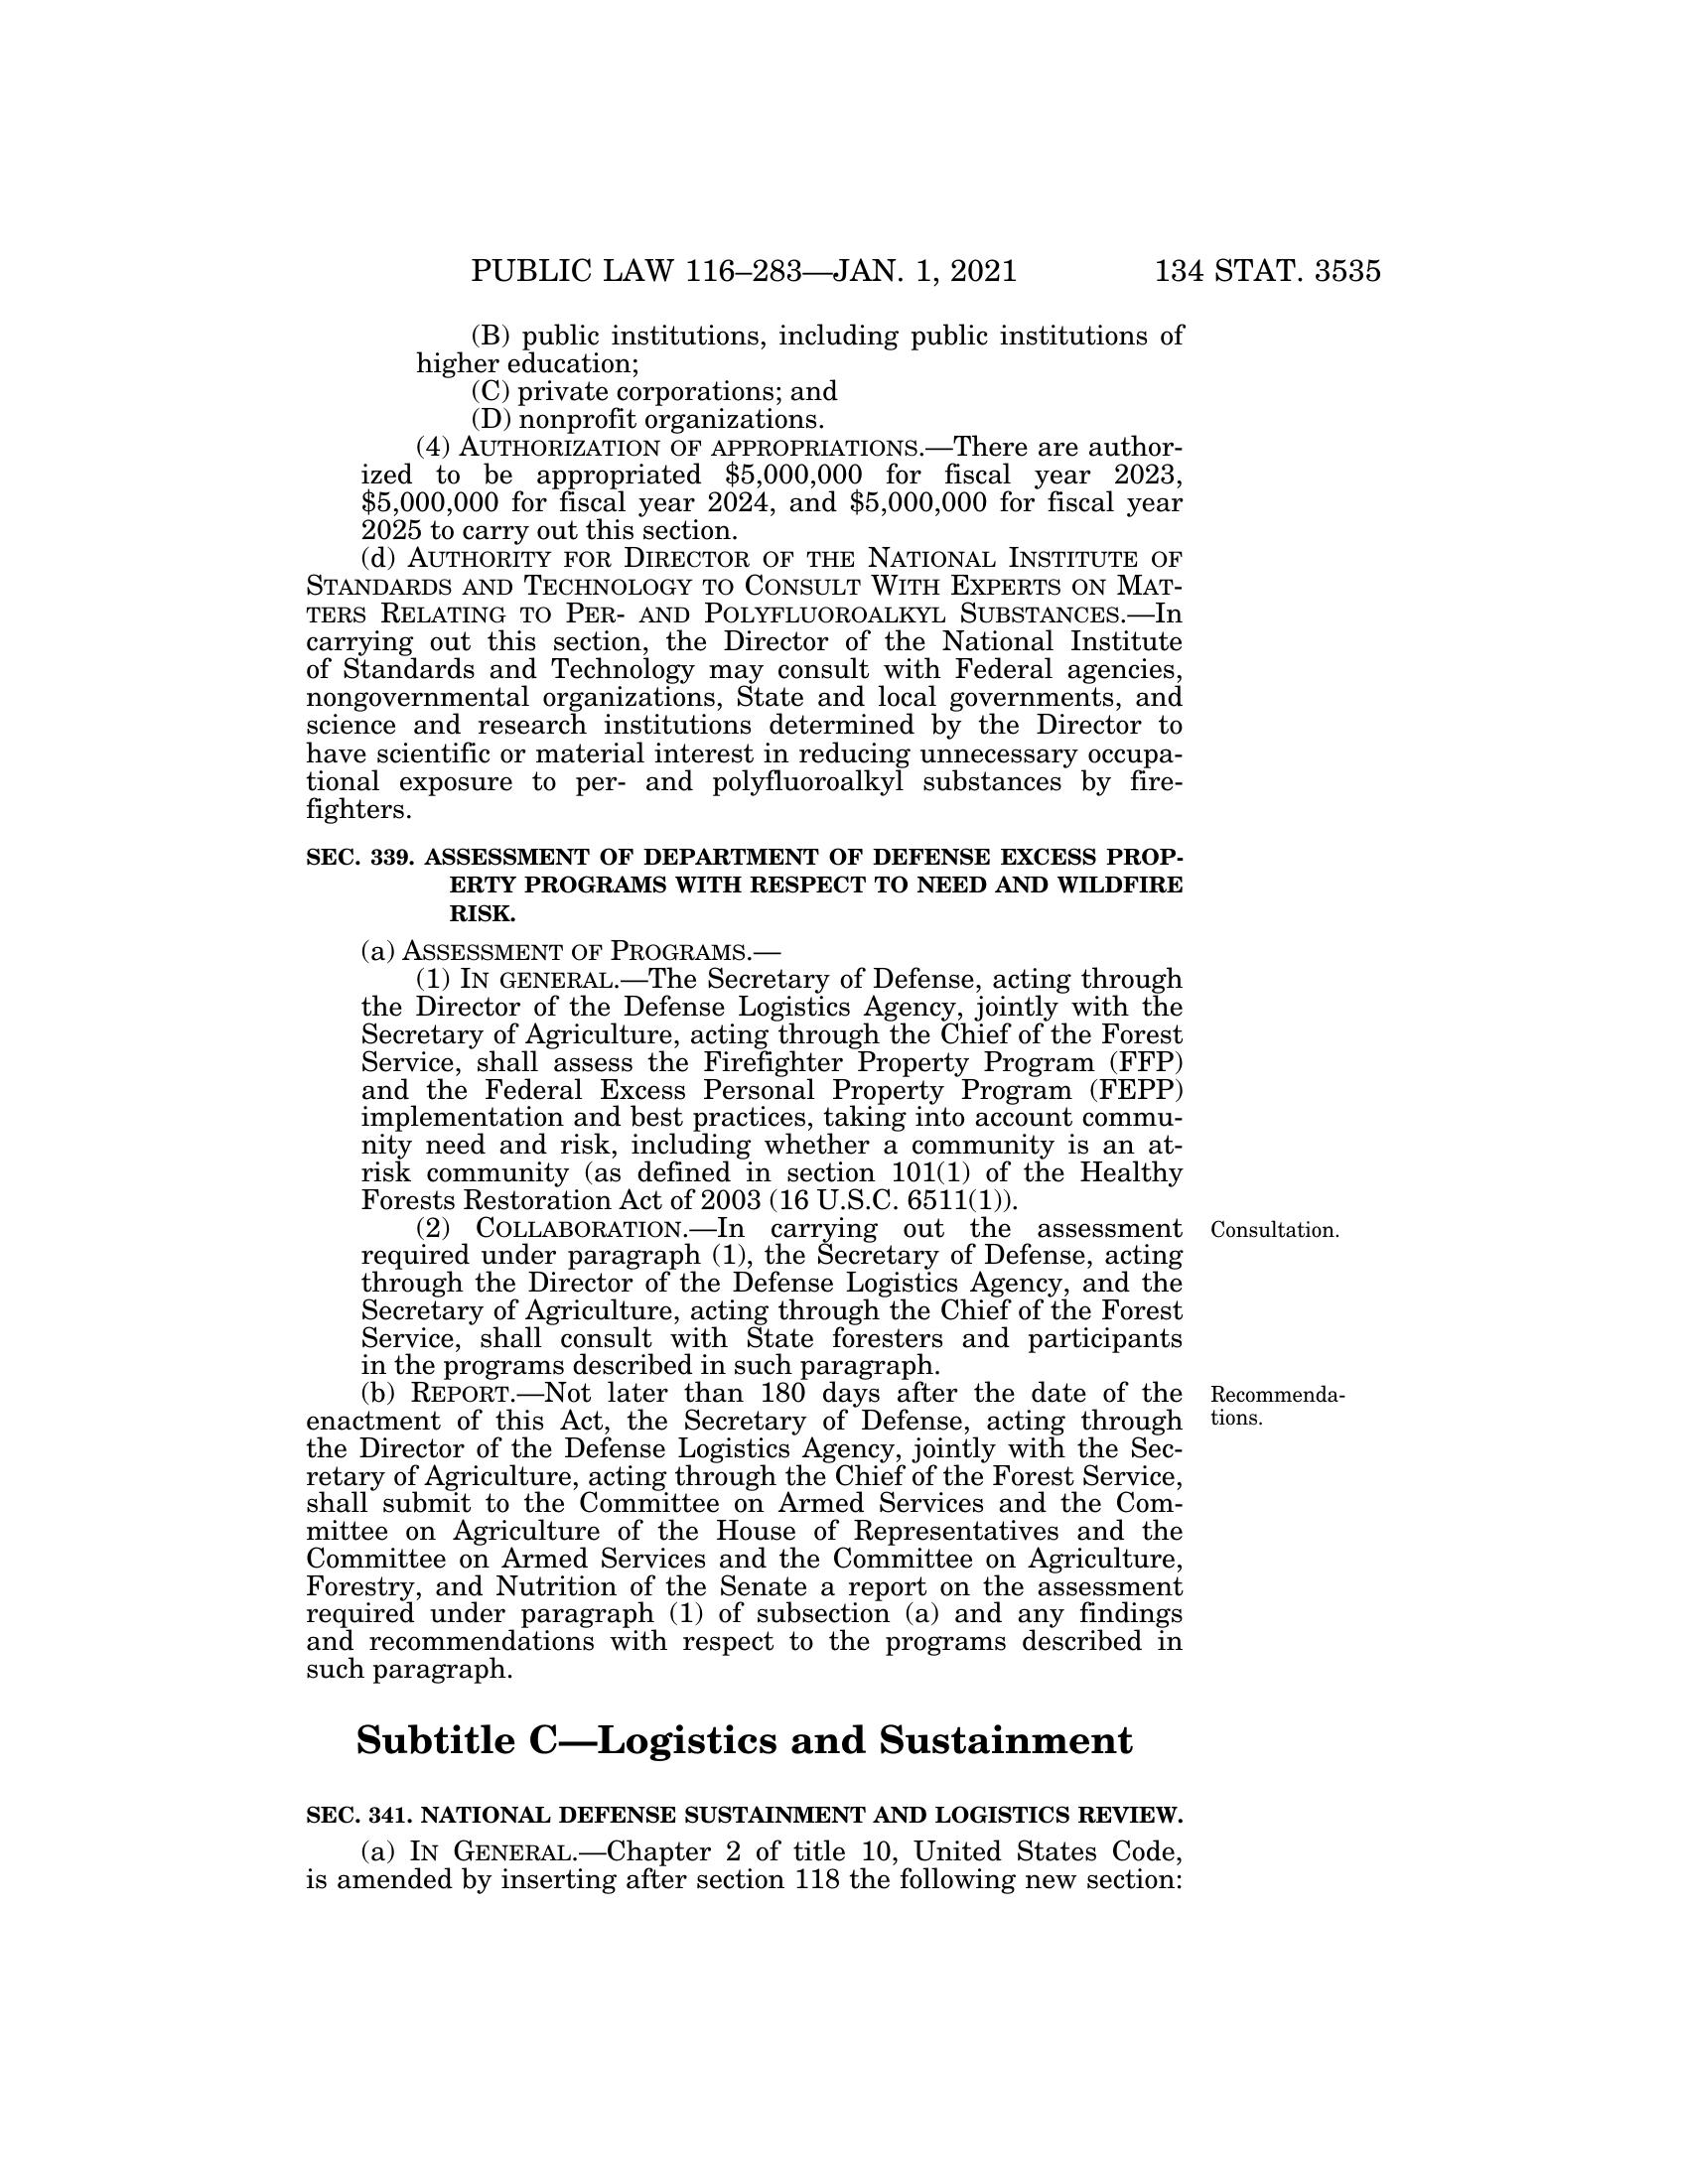 PUBLIC LAW 116–283—JAN. 1, 2021 134 STAT. 3535
(B) public institutions, including public institutions of
higher education;
(C) private corporations; and
(D) nonprofit organizations.
(4) AUTHORIZATION OF APPROPRIATIONS.—There are author-
ized to be appropriated $5,000,000 for fiscal year 2023,
$5,000,000 for fiscal year 2024, and $5,000,000 for fiscal year
2025 to carry out this section.
(d) AUTHORITY FOR DIRECTOR OF THE NATIONAL INSTITUTE OF
STANDARDS AND TECHNOLOGY TO CONSULT WITH EXPERTS ON MAT-
TERS RELATING TO PER- AND POLYFLUOROALKYL SUBSTANCES.—In
carrying out this section, the Director of the National Institute
of Standards and Technology may consult with Federal agencies,
nongovernmental organizations, State and local governments, and
science and research institutions determined by the Director to
have scientific or material interest in reducing unnecessary occupa-
tional exposure to per- and polyfluoroalkyl substances by fire-
fighters.
SEC. 339. ASSESSMENT OF DEPARTMENT OF DEFENSE EXCESS PROP-
ERTY PROGRAMS WITH RESPECT TO NEED AND WILDFIRE
RISK.
(a) ASSESSMENT OF PROGRAMS.—
(1) IN GENERAL.—The Secretary of Defense, acting through
the Director of the Defense Logistics Agency, jointly with the
Secretary of Agriculture, acting through the Chief of the Forest
Service, shall assess the Firefighter Property Program (FFP)
and the Federal Excess Personal Property Program (FEPP)
implementation and best practices, taking into account commu-
nity need and risk, including whether a community is an at-
risk community (as defined in section 101(1) of the Healthy
Forests Restoration Act of 2003 (16 U.S.C. 6511(1)).
(2) COLLABORATION.—In carrying out the assessment
required under paragraph (1), the Secretary of Defense, acting
through the Director of the Defense Logistics Agency, and the
Secretary of Agriculture, acting through the Chief of the Forest
Service, shall consult with State foresters and participants
in the programs described in such paragraph.
Consultation.
(b) REPORT.—Not later than 180 days after the date of the
enactment of this Act, the Secretary of Defense, acting through
the Director of the Defense Logistics Agency, jointly with the Sec-
retary of Agriculture, acting through the Chief of the Forest Service,
shall submit to the Committee on Armed Services and the Com-
mittee on Agriculture of the House of Representatives and the
Committee on Armed Services and the Committee on Agriculture,
Forestry, and Nutrition of the Senate a report on the assessment
required under paragraph (1) of subsection (a) and any findings
and recommendations with respect to the programs described in
such paragraph.
Recommenda-
tions.
Subtitle C—Logistics and Sustainment
SEC. 341. NATIONAL DEFENSE SUSTAINMENT AND LOGISTICS REVIEW.
(a) IN GENERAL.—Chapter 2 of title 10, United States Code,
is amended by inserting after section 118 the following new section: